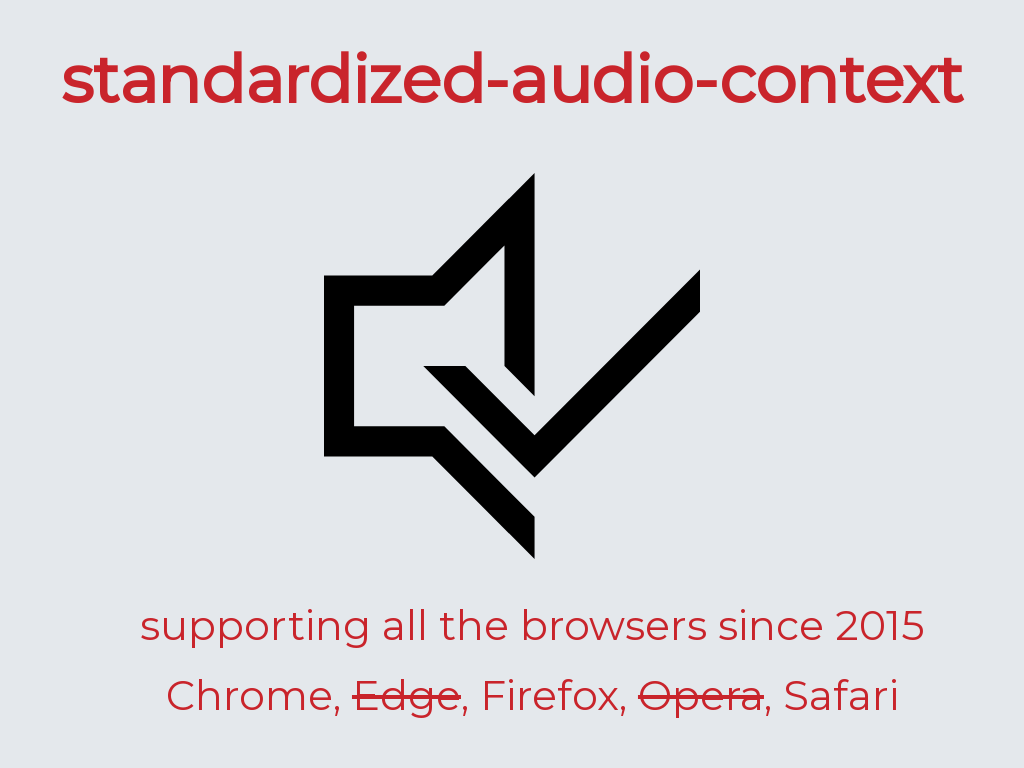 standardized-audio-context
supporting all the browsers since 2015
Chrome, Edge, Firefox, Opera, Safari